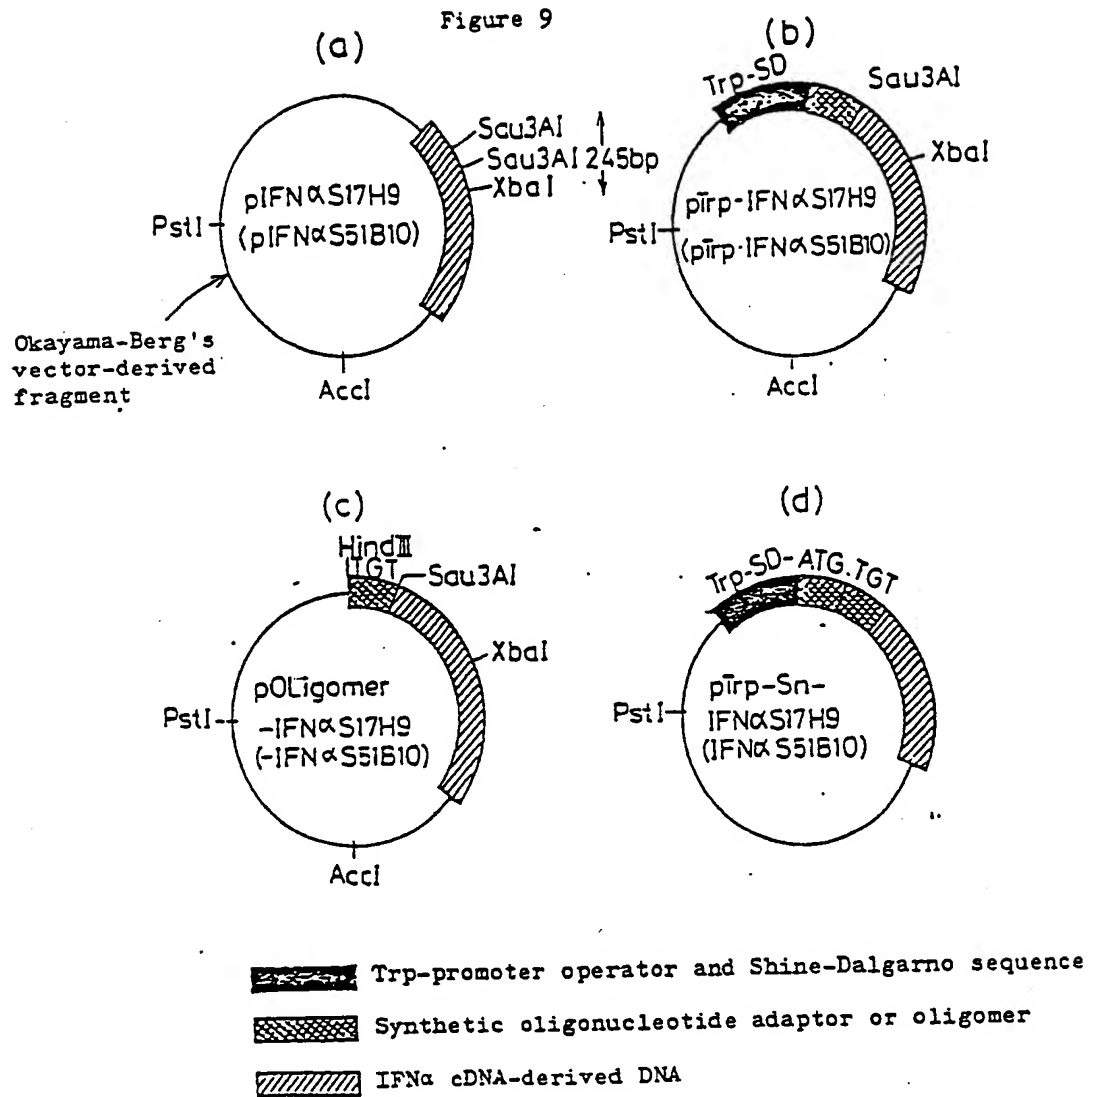 Figure 9
(a)
Sau3AI
Sau3AI 245bp
XbaI
PstI
pIFNαS17H9
(pIFNαS51B10)
Okayama-Berg's
vector-derived
fragment
AccI
(b)
Trp-SD
Sau3AI
XbaI
PstI
pTrp-IFNαS17H9
(pTrp·IFNαS51B10)
AccI
(c)
HindIII
TGT
Sau3AI
XbaI
PstI
pOLigomer
-IFNαS17H9
(-IFNαS51B10)
AccI
(d)
Trp-SD-ATG.TGT
PstI
pTrp-Sn-
IFNαS17H9
(IFNαS51B10)
Trp-promoter operator and Shine-Dalgarno sequence
Synthetic oligonucleotide adaptor or oligomer
IFNα cDNA-derived DNA